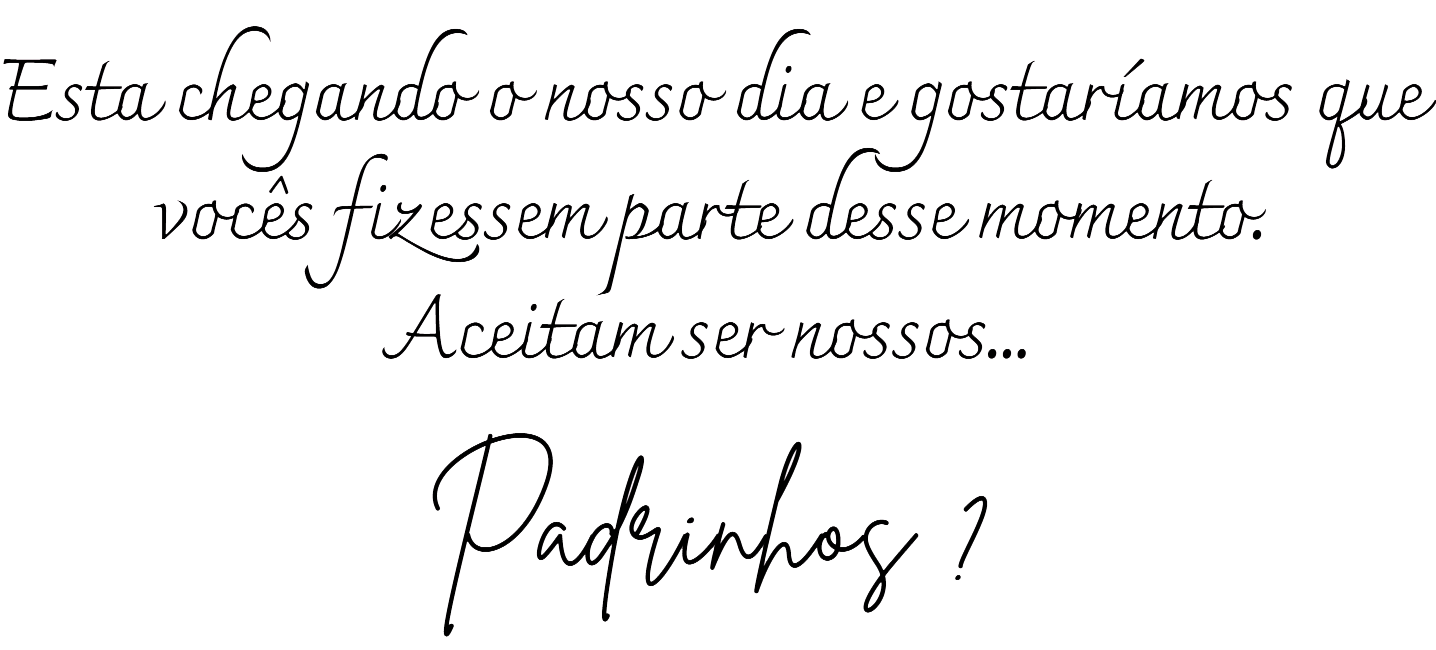 Esta chegando o nosso dia e gostaríamos que
vocês fizessem parte desse momento.
Aceitam ser nossos...
Padrinhos ?